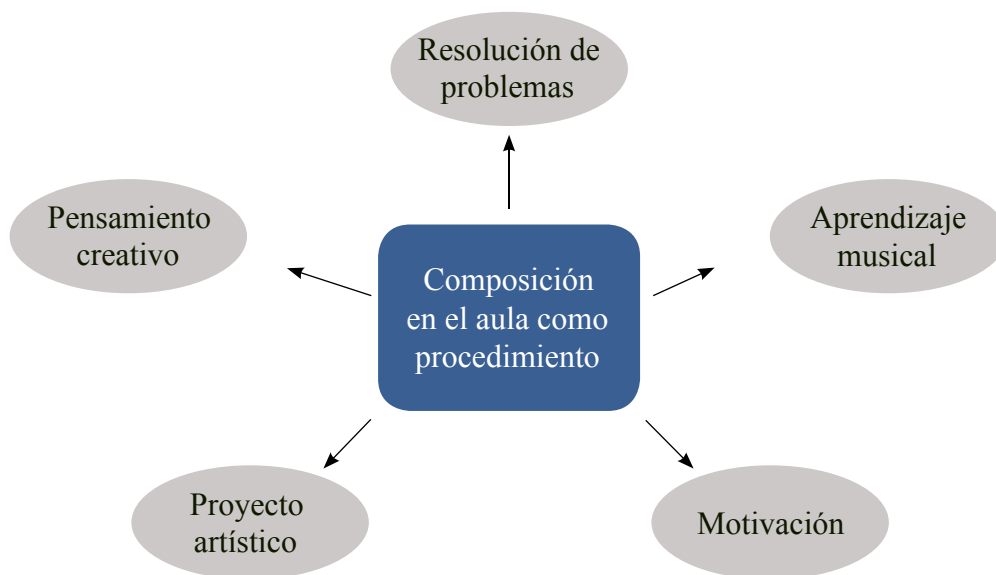 Resolución de
problemas
Pensamiento
creativo
Aprendizaje
musical
Composición
en el aula como
procedimiento
Proyecto
artístico
Motivación